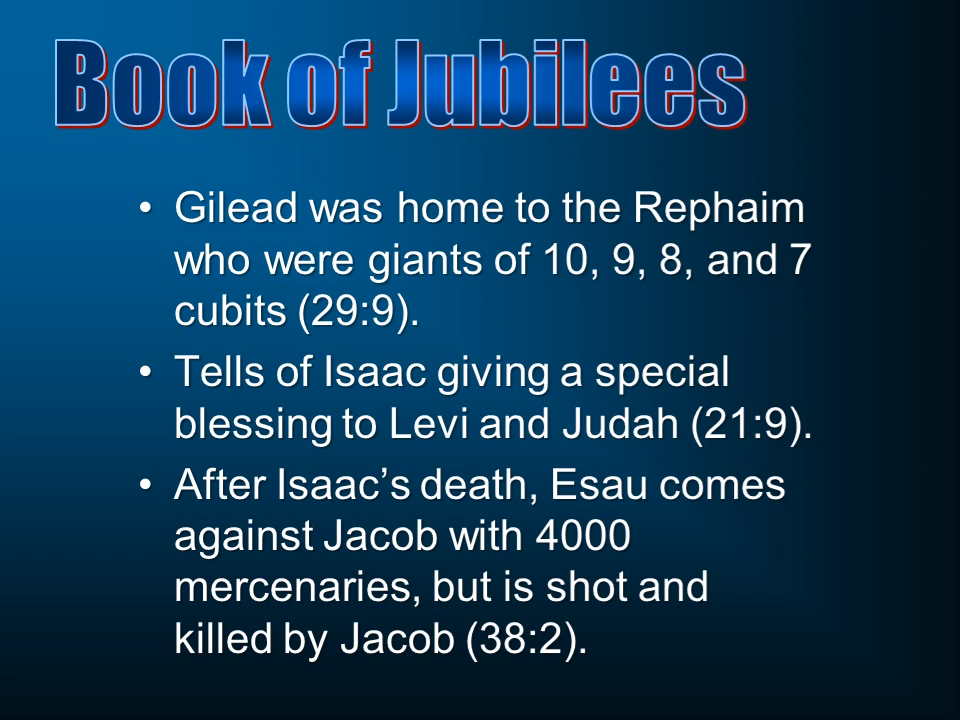 Book of Jubilees
• Gilead was home to the Rephaim
who were giants of 10, 9, 8, and 7
cubits (29:9).
• Tells of Isaac giving a special
blessing to Levi and Judah (21:9).
• After Isaac’s death, Esau comes
against Jacob with 4000
mercenaries, but is shot and
killed by Jacob (38:2).